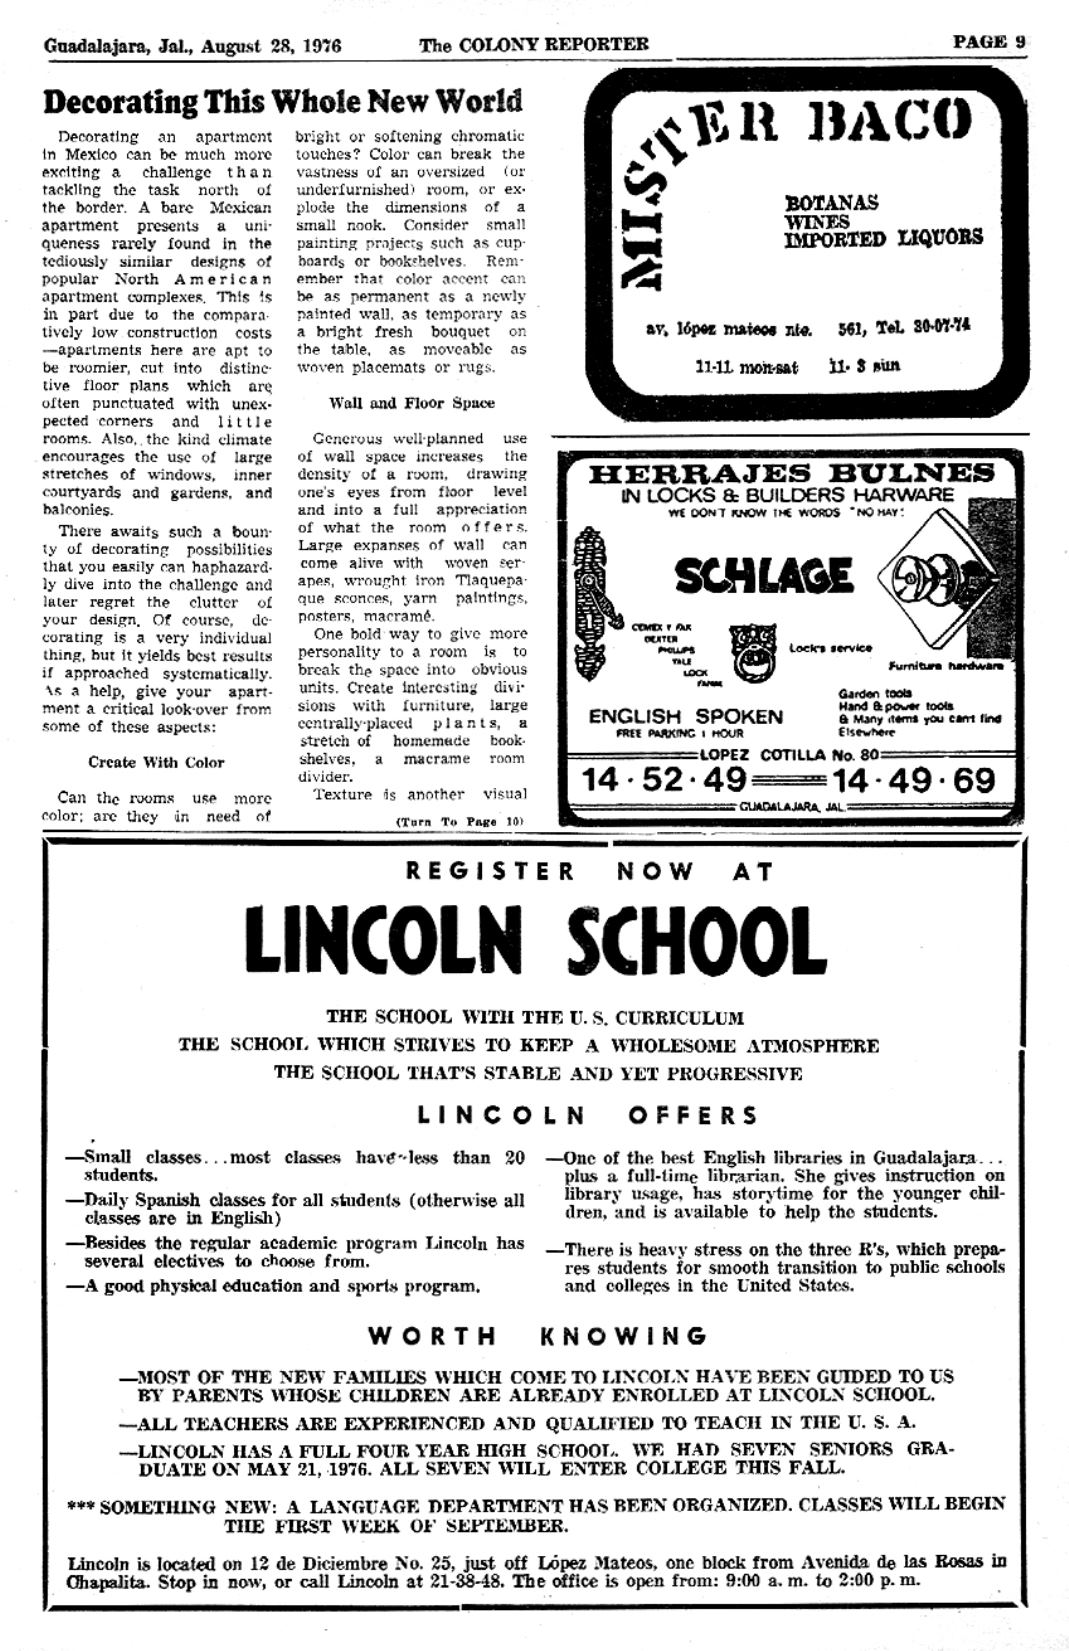 Guadalajara, Jal., August 28, 1976 The COLONY REPORTER PAGE 9
Decorating This Whole New World
Decorating an apartment
in Mexico can be much more
exciting a challenge than
tackling the task north of
the border. A bare Mexican
apartment presents a uni-
queness rarely found in the
tediously similar designs of
popular North American
apartment complexes. This is
in part due to the compara-
tively low construction costs
—apartments here are apt to
be roomier, cut into distinc-
tive floor plans which are
often punctuated with unex-
pected corners and little
rooms. Also, the kind climate
encourages the use of large
stretches of windows, inner
courtyards and gardens, and
balconies.
There awaits such a boun-
ty of decorating possibilities
that you easily can haphazard-
ly dive into the challenge and
later regret the clutter of
your design. Of course, de-
corating is a very individual
thing, but it yields best results
if approached systematically.
As a help, give your apart-
ment a critical look-over from
some of these aspects:
Create With Color
Can the rooms use more
color; are they in need of
bright or softening chromatic
touches? Color can break the
vastness of an oversized (or
underfurnished) room, or ex-
plode the dimensions of a
small nook. Consider small
painting projects such as cup-
boards or bookshelves. Rem-
ember that color accent can
be as permanent as a newly
painted wall, as temporary as
a bright fresh bouquet on
the table, as moveable as
woven placemats or rugs.
Wall and Floor Space
Generous well-planned use
of wall space increases the
density of a room, drawing
one's eyes from floor level
and into a full appreciation
of what the room offers.
Large expanses of wall can
come alive with woven ser-
apes, wrought iron Tlaquepa-
que sconces, yarn paintings,
posters, macramé.
One bold way to give more
personality to a room is to
break the space into obvious
units. Create interesting divi-
sions with furniture, large
centrally-placed plants, a
stretch of homemade book-
shelves, a macrame room
divider.
Texture is another visual
(Turn To Page 10)
MISTER BACO
BOTANAS
WINES
IMPORTED LIQUORS
av. lópez mateos nte. 561, Tel. 30-07-74
11-11 mon-sat 11- 8 sun
HERRAJES BULNES
IN LOCKS & BUILDERS HARWARE
WE DON'T KNOW THE WORDS "NO HAY!
SCHLAGE
DEXTER
PHILLIPS
YALE
LOCK
Locks service
Furniture hardware
Garden tools
Hand & power tools
& Many items you cant find
Elsewhere
ENGLISH SPOKEN
FREE PARKING 1 HOUR
LOPEZ COTILLA No. 80
14 · 52 · 49 14 · 49 · 69
GUADALAJARA, JAL.
REGISTER NOW AT
LINCOLN SCHOOL
THE SCHOOL WITH THE U. S. CURRICULUM
THE SCHOOL WHICH STRIVES TO KEEP A WHOLESOME ATMOSPHERE
THE SCHOOL THAT'S STABLE AND YET PROGRESSIVE
LINCOLN OFFERS
—Small classes...most classes have less than 20
students.
—Daily Spanish classes for all students (otherwise all
classes are in English)
—Besides the regular academic program Lincoln has
several electives to choose from.
—A good physical education and sports program.
—One of the best English libraries in Guadalajara...
plus a full-time librarian. She gives instruction on
library usage, has storytime for the younger chil-
dren, and is available to help the students.
—There is heavy stress on the three R's, which prepa-
res students for smooth transition to public schools
and colleges in the United States.
WORTH KNOWING
—MOST OF THE NEW FAMILIES WHICH COME TO LINCOLN HAVE BEEN GUIDED TO US
BY PARENTS WHOSE CHILDREN ARE ALREADY ENROLLED AT LINCOLN SCHOOL.
—ALL TEACHERS ARE EXPERIENCED AND QUALIFIED TO TEACH IN THE U. S. A.
—LINCOLN HAS A FULL FOUR YEAR HIGH SCHOOL. WE HAD SEVEN SENIORS GRA-
DUATE ON MAY 21, 1976. ALL SEVEN WILL ENTER COLLEGE THIS FALL.
*** SOMETHING NEW: A LANGUAGE DEPARTMENT HAS BEEN ORGANIZED. CLASSES WILL BEGIN
THE FIRST WEEK OF SEPTEMBER.
Lincoln is located on 12 de Diciembre No. 25, just off López Mateos, one block from Avenida de las Rosas in
Chapalita. Stop in now, or call Lincoln at 21-38-48. The office is open from: 9:00 a. m. to 2:00 p. m.